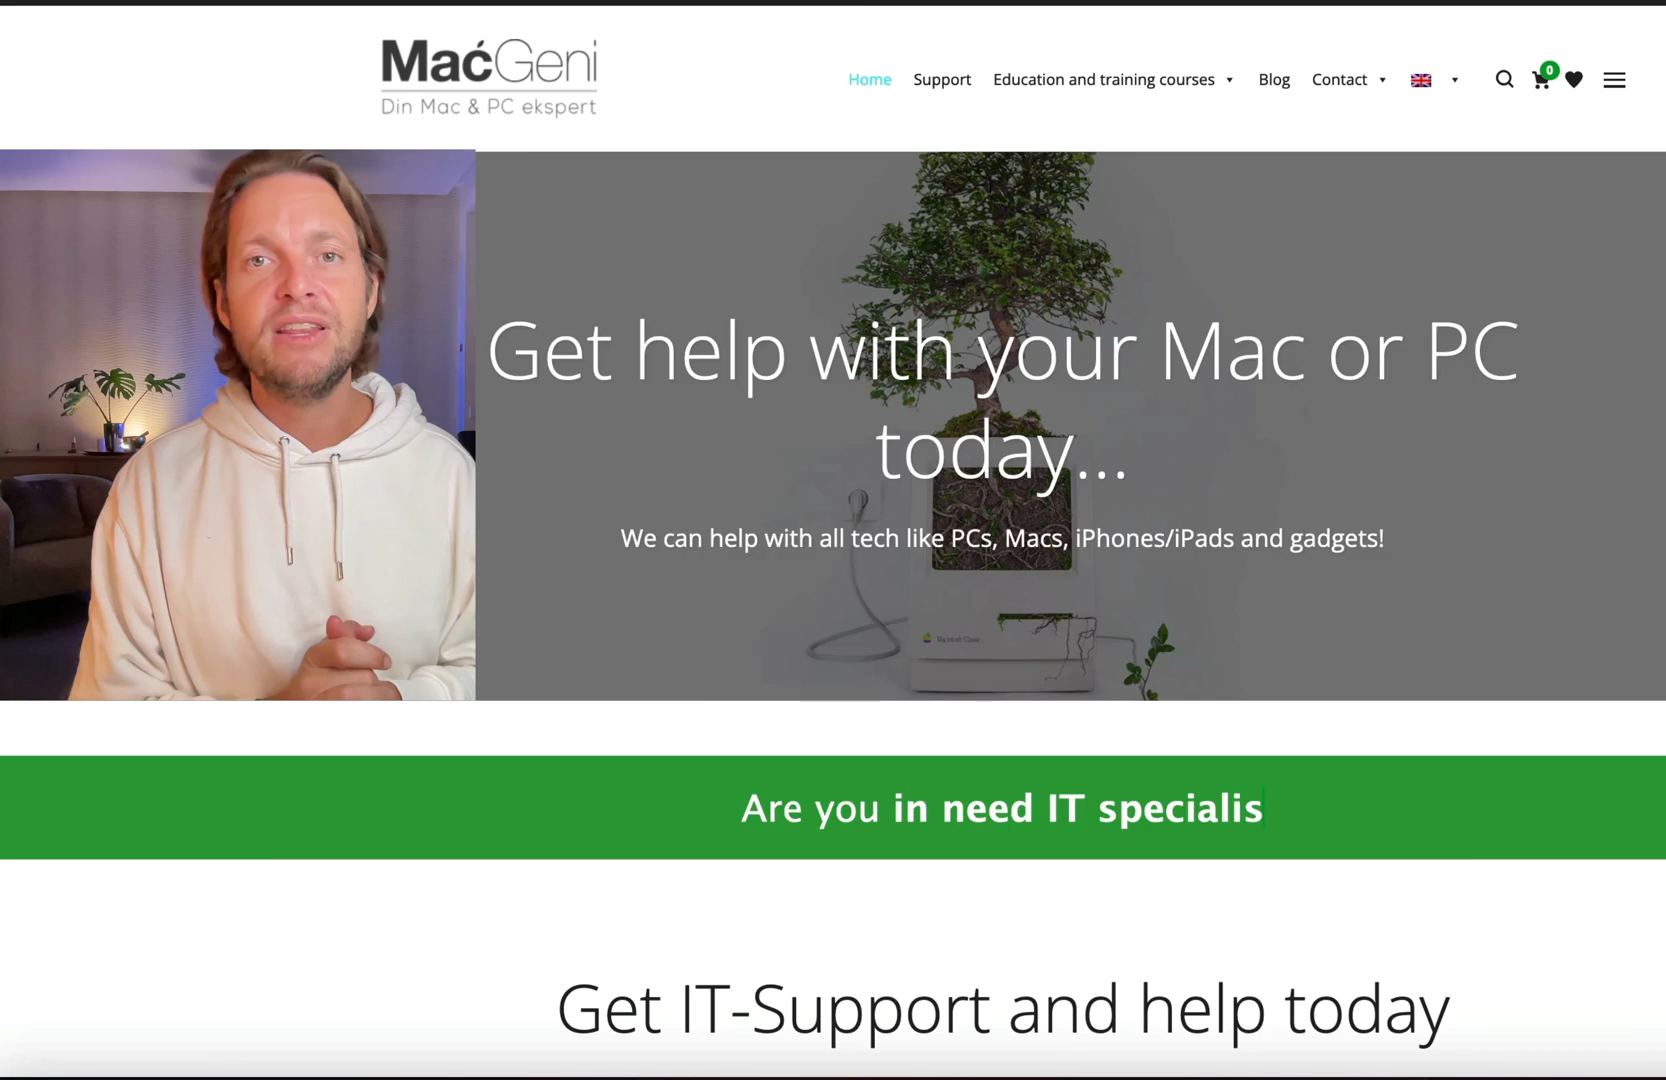 MaćGeni
Din Mac & PC ekspert
Home Support Education and training courses Blog Contact 0
Get help with your Mac or PC
today...
We can help with all tech like PCs, Macs, iPhones/iPads and gadgets!
Macintosh Classic
Are you in need IT specialis
Get IT-Support and help today